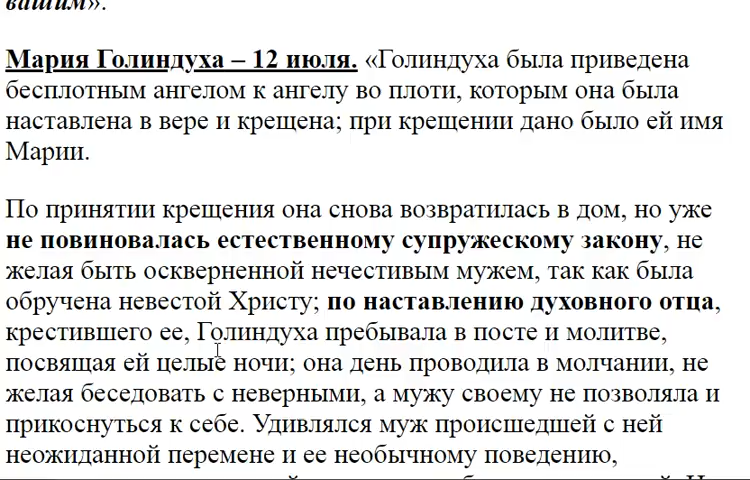 вашим».
Мария Голиндуха – 12 июля. «Голиндуха была приведена
бесплотным ангелом к ангелу во плоти, которым она была
наставлена в вере и крещена; при крещении дано было ей имя
Марии.
По принятии крещения она снова возвратилась в дом, но уже
не повиновалась естественному супружескому закону, не
желая быть оскверненной нечестивым мужем, так как была
обручена невестой Христу; по наставлению духовного отца,
крестившего ее, Голиндуха пребывала в посте и молитве,
посвящая ей целые ночи; она день проводила в молчании, не
желая беседовать с неверными, а мужу своему не позволяла и
прикоснуться к себе. Удивлялся муж происшедшей с ней
неожиданной перемене и ее необычному поведению,